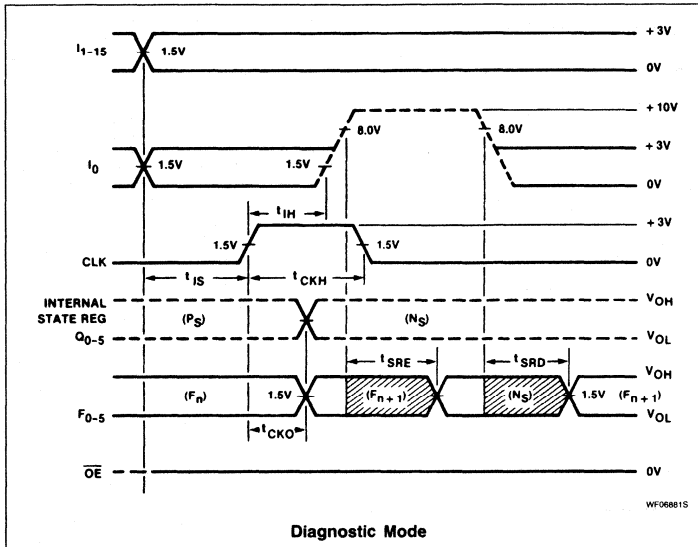 I1–15 1.5V +3V
0V
+10V
8.0V 8.0V
+3V
I0 1.5V 1.5V
0V
tIH
+3V
1.5V 1.5V
CLK 0V
tIS tCKH
INTERNAL VOH
STATE REG (PS) (NS)
Q0–5 VOL
tSRE tSRD
VOH
(Fn) 1.5V (Fn+1) (NS) 1.5V (Fn+1)
F0–5 VOL
tCKO
OE 0V
WF06881S
Diagnostic Mode